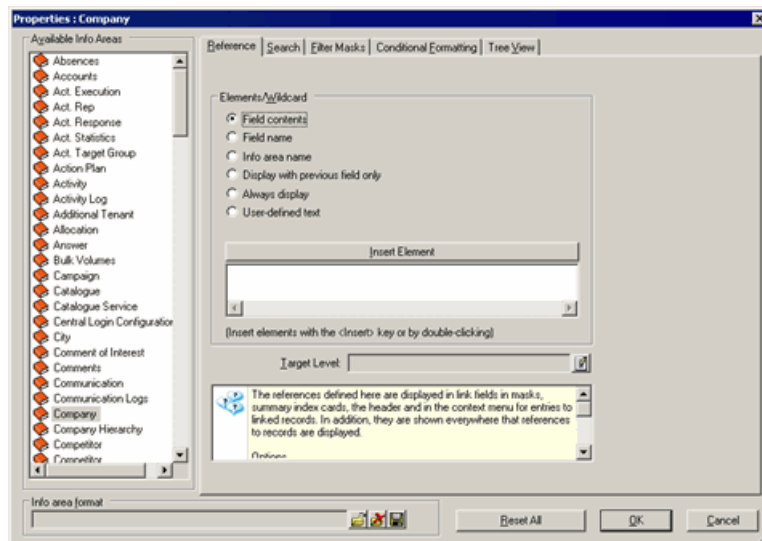 Properties : Company
Available Info Areas
Absences
Accounts
Act. Execution
Act. Rep
Act. Response
Act. Statistics
Act. Target Group
Action Plan
Activity
Activity Log
Additional Tenant
Allocation
Answer
Bulk Volumes
Campaign
Catalogue
Catalogue Service
Central Login Configuration
City
Comment of Interest
Comments
Communication
Communication Logs
Company
Company Hierarchy
Competitor
Competitor
Reference
Search
Filter Masks
Conditional Formatting
Tree View
Elements/Wildcard
Field contents
Field name
Info area name
Display with previous field only
Always display
User-defined text
Insert Element
(Insert elements with the <Insert> key or by double-clicking)
Target Level:
The references defined here are displayed in link fields in masks,
summary index cards, the header and in the context menu for entries to
linked records. In addition, they are shown everywhere that references
to records are displayed.
Options
Info area format
Reset All
OK
Cancel